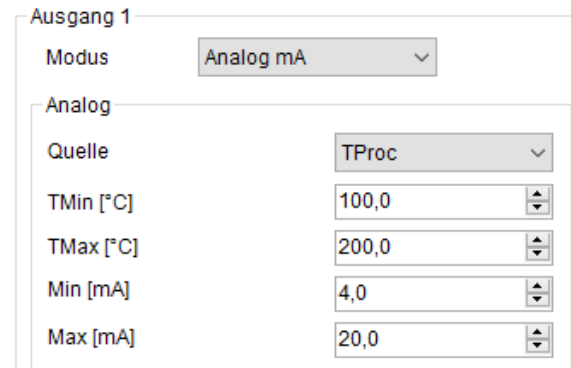 Ausgang 1
Modus Analog mA
Analog
Quelle TProc
TMin [°C] 100,0
TMax [°C] 200,0
Min [mA] 4,0
Max [mA] 20,0